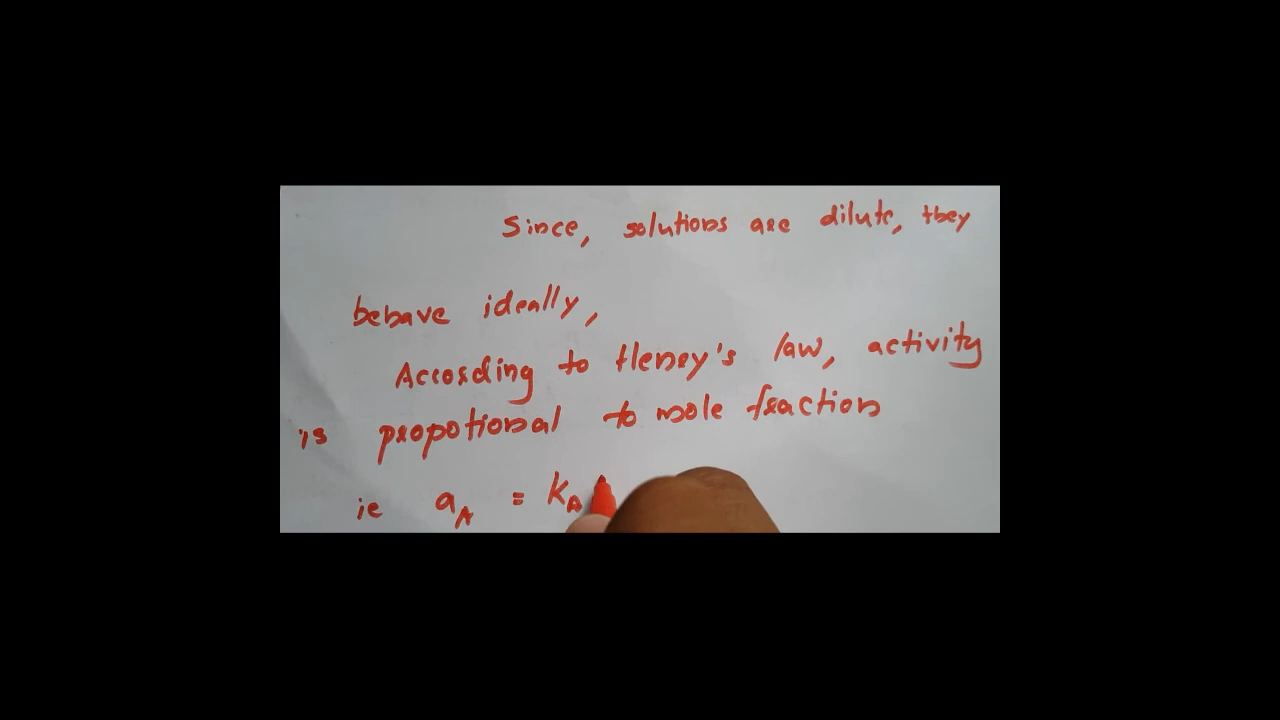 Since, solutions are dilute, they
behave ideally,
According to Henry's law, activity
is propotional to mole fraction
ie a_A = K_A